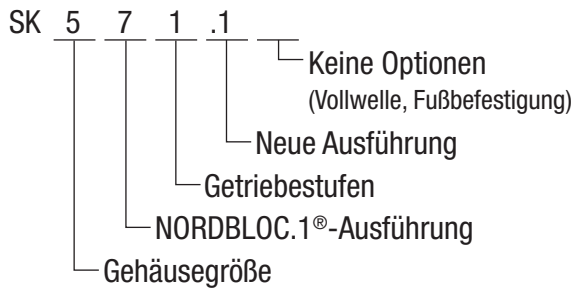 SK 5 7 1 .1
Keine Optionen
(Vollwelle, Fußbefestigung)
Neue Ausführung
Getriebestufen
NORDBLOC.1®-Ausführung
Gehäusegröße